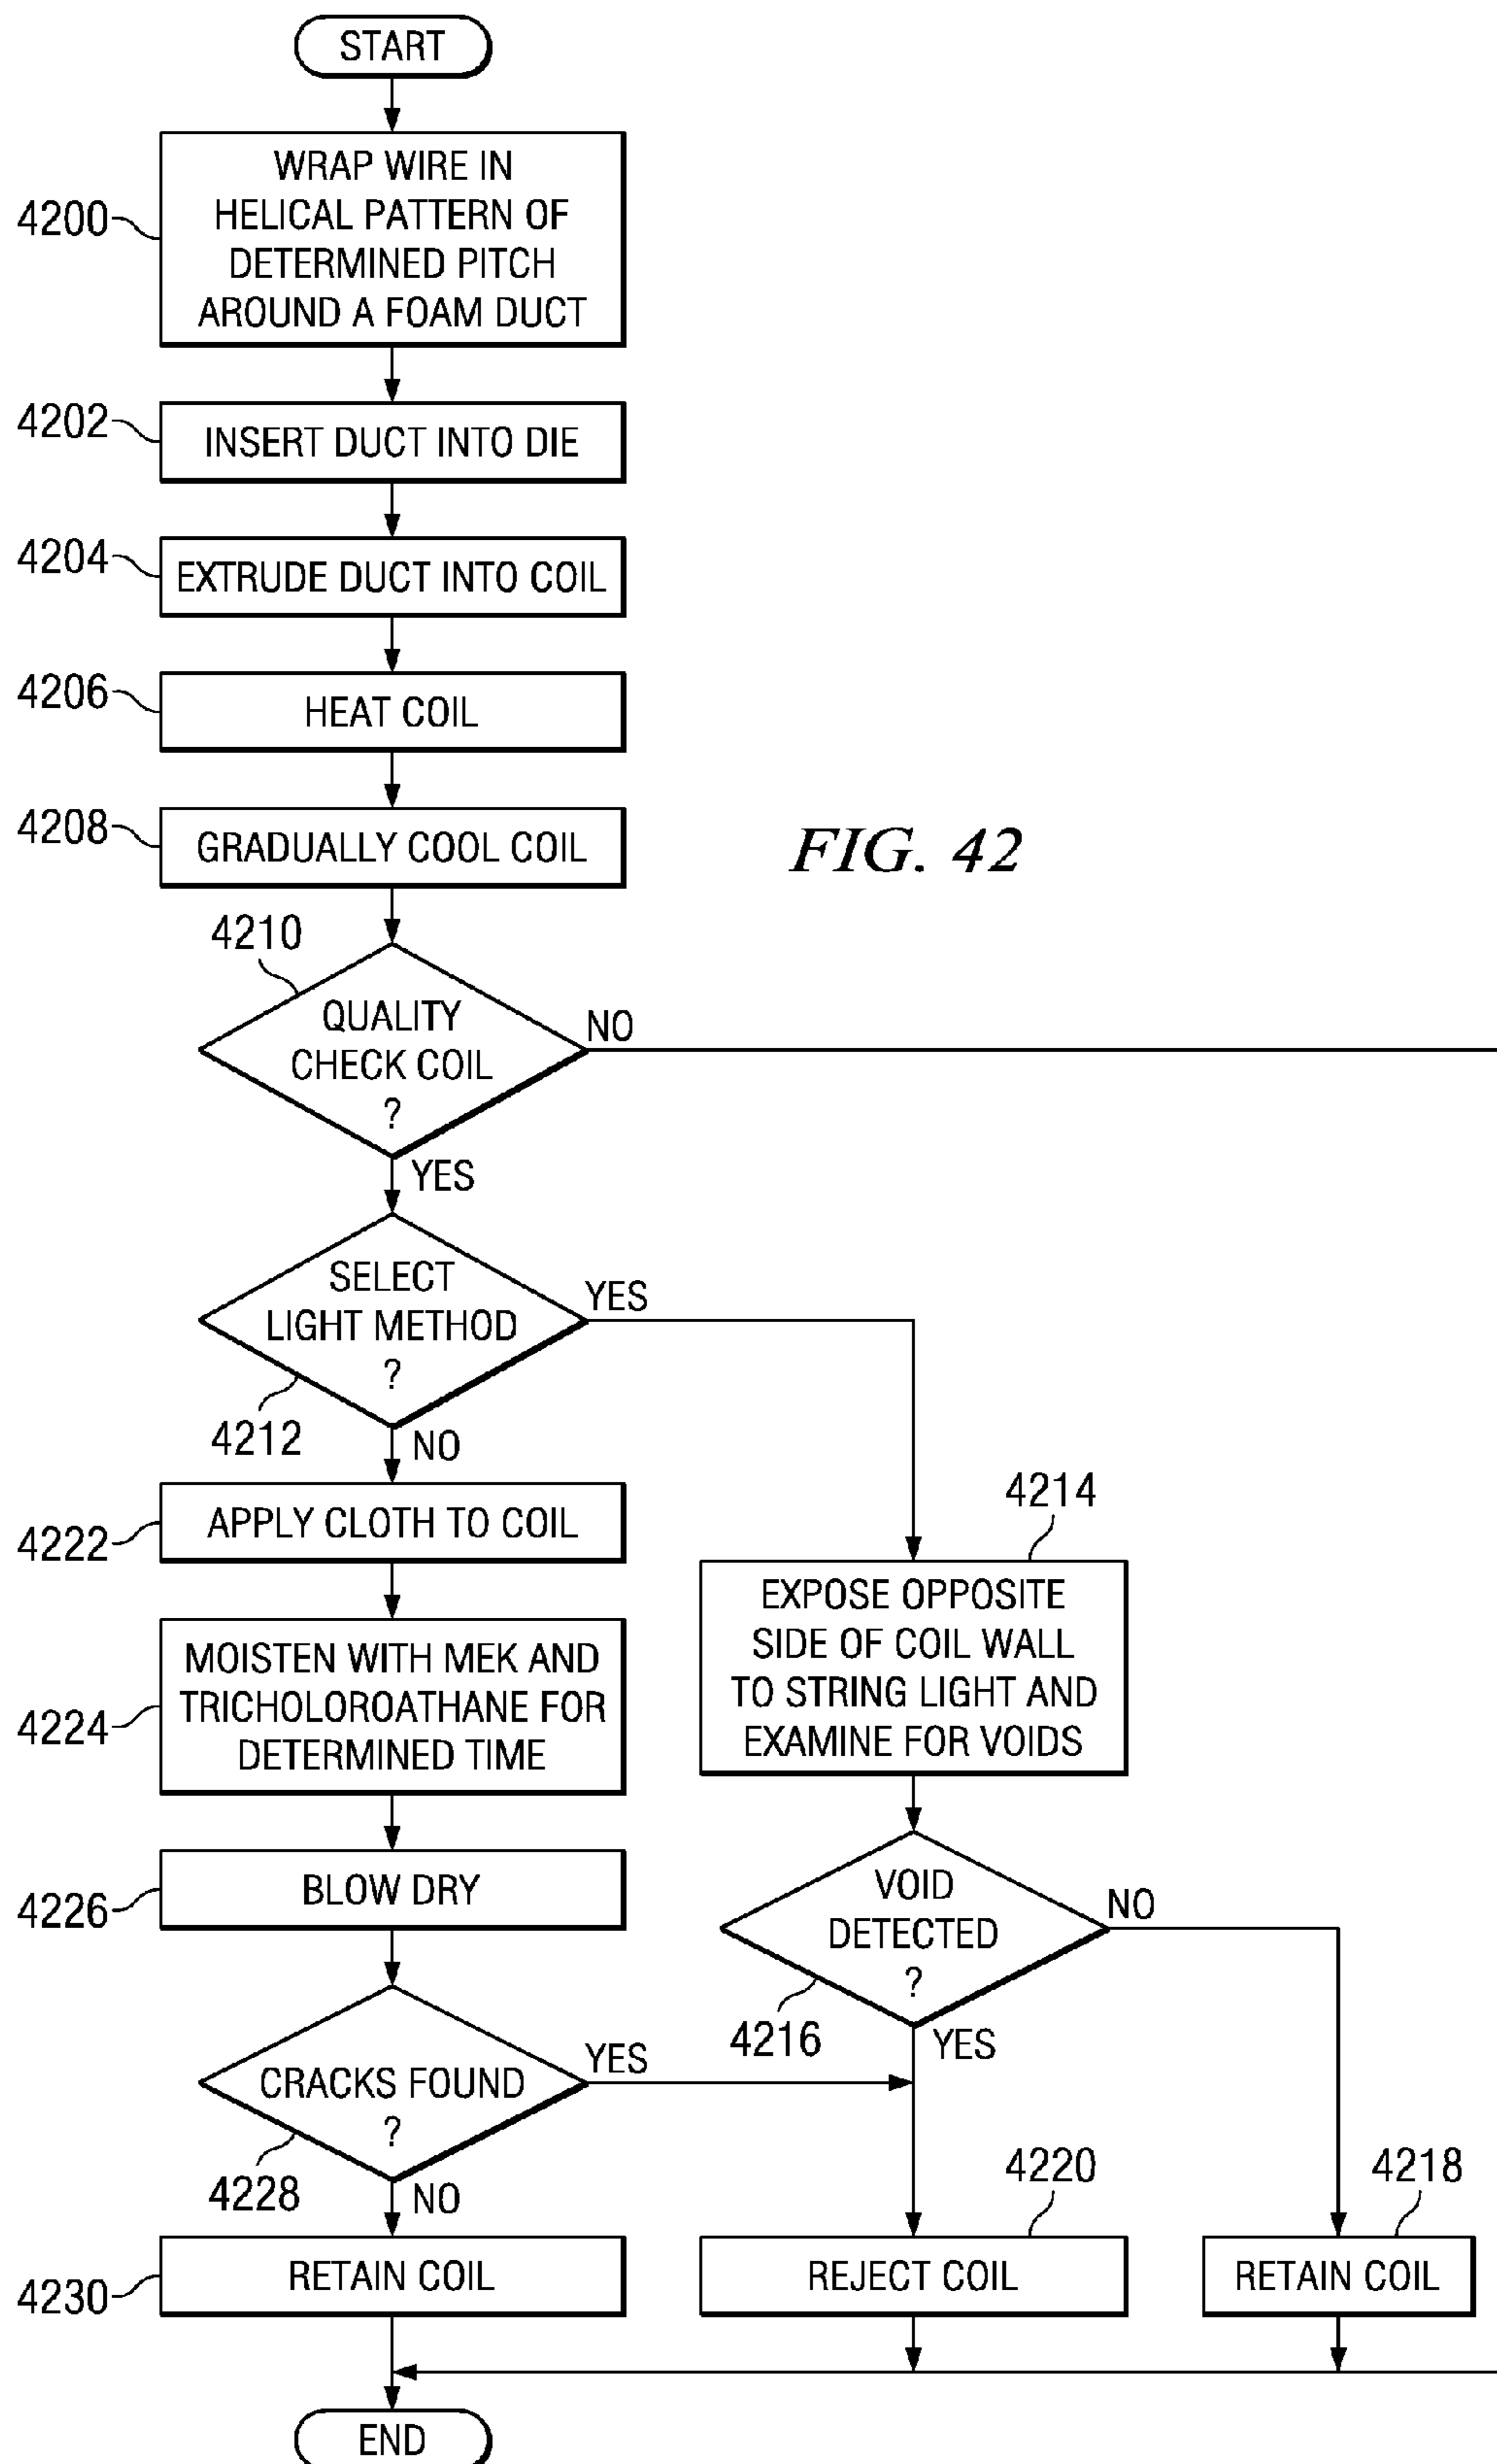 START
4200
WRAP WIRE IN
HELICAL PATTERN OF
DETERMINED PITCH
AROUND A FOAM DUCT
4202
INSERT DUCT INTO DIE
4204
EXTRUDE DUCT INTO COIL
4206
HEAT COIL
4208
GRADUALLY COOL COIL
FIG. 42
4210
QUALITY
CHECK COIL
?
NO
YES
SELECT
LIGHT METHOD
?
YES
4212
NO
4222
APPLY CLOTH TO COIL
4224
MOISTEN WITH MEK AND
TRICHOLOROATHANE FOR
DETERMINED TIME
4226
BLOW DRY
4214
EXPOSE OPPOSITE
SIDE OF COIL WALL
TO STRING LIGHT AND
EXAMINE FOR VOIDS
VOID
DETECTED
?
NO
4216
YES
CRACKS FOUND
?
YES
4228
NO
4230
RETAIN COIL
4220
REJECT COIL
4218
RETAIN COIL
END